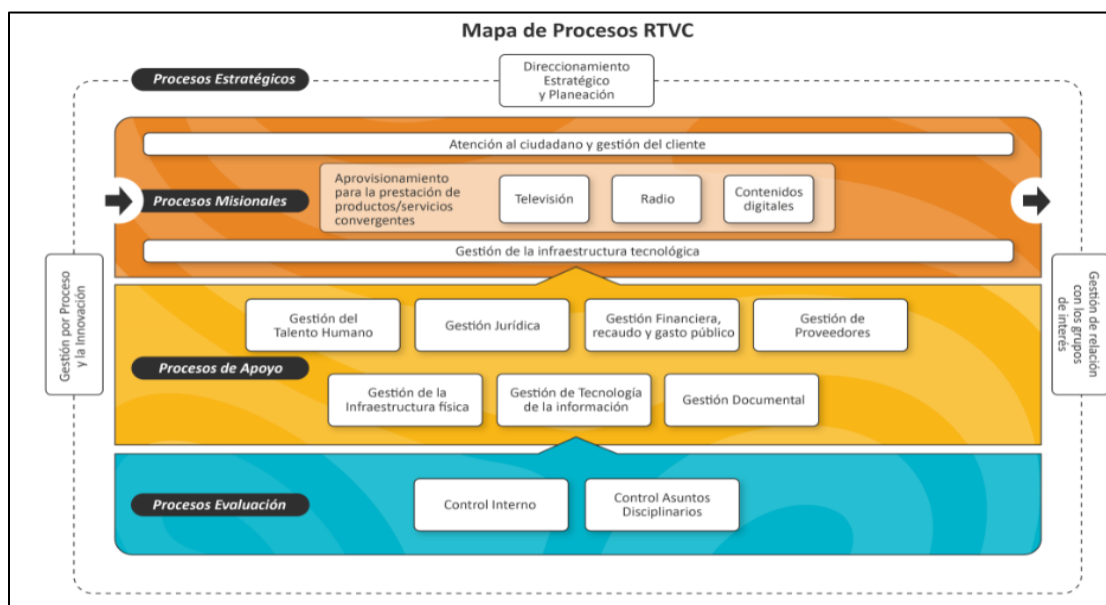 Mapa de Procesos RTVC
Procesos Estratégicos
Direccionamiento
Estratégico
y Planeación
Atención al ciudadano y gestión del cliente
Procesos Misionales
Aprovisionamiento
para la prestación de
productos/servicios
convergentes
Televisión
Radio
Contenidos
digitales
Gestión de la infraestructura tecnológica
Gestión por Proceso
y la Innovación
Gestión de relación
con los grupos
de interés
Procesos de Apoyo
Gestión del
Talento Humano
Gestión Jurídica
Gestión Financiera,
recaudo y gasto público
Gestión de
Proveedores
Gestión de la
Infraestructura física
Gestión de Tecnología
de la información
Gestión Documental
Procesos Evaluación
Control Interno
Control Asuntos
Disciplinarios